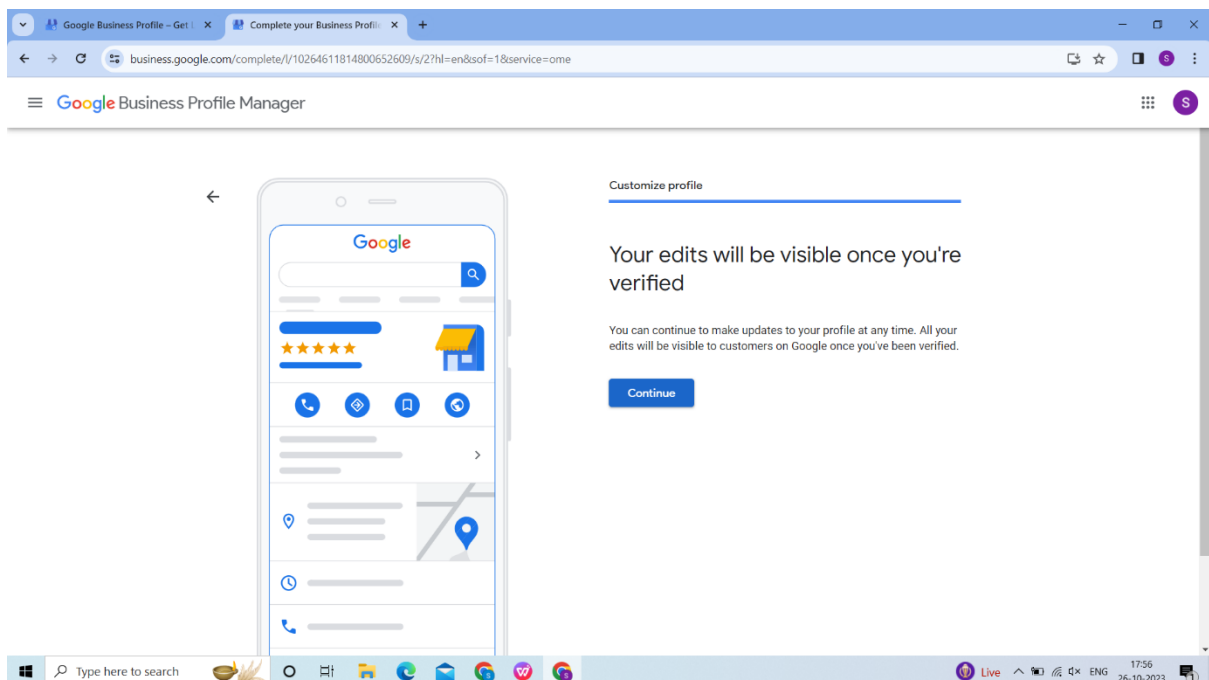 Google Business Profile – Get L
Complete your Business Profile
business.google.com/complete/l/10264611814800652609/s/2?hl=en&sof=1&service=ome
S
Google Business Profile Manager
S
Customize profile
Google
Your edits will be visible once you're
verified
You can continue to make updates to your profile at any time. All your
edits will be visible to customers on Google once you've been verified.
Continue
Type here to search
Live
ENG
17:56
26-10-2023